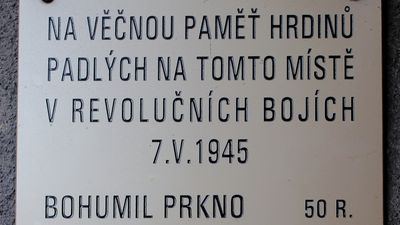 NA VĚČNOU PAMĚŤ HRDINŮ
PADLÝCH NA TOMTO MÍSTĚ
V REVOLUČNÍCH BOJÍCH
7.V.1945
BOHUMIL PRKNO 50 R.